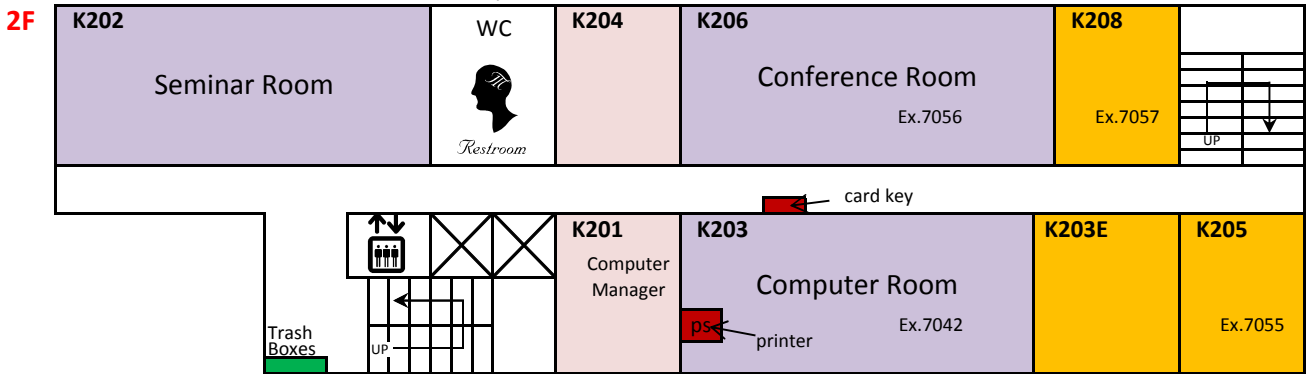 2F
K202
Seminar Room
WC
Restroom
K204
K206
Conference Room
Ex.7056
K208
Ex.7057
UP
card key
K201
Computer
Manager
K203
Computer Room
Ex.7042
ps
printer
K203E
K205
Ex.7055
Trash
Boxes
UP